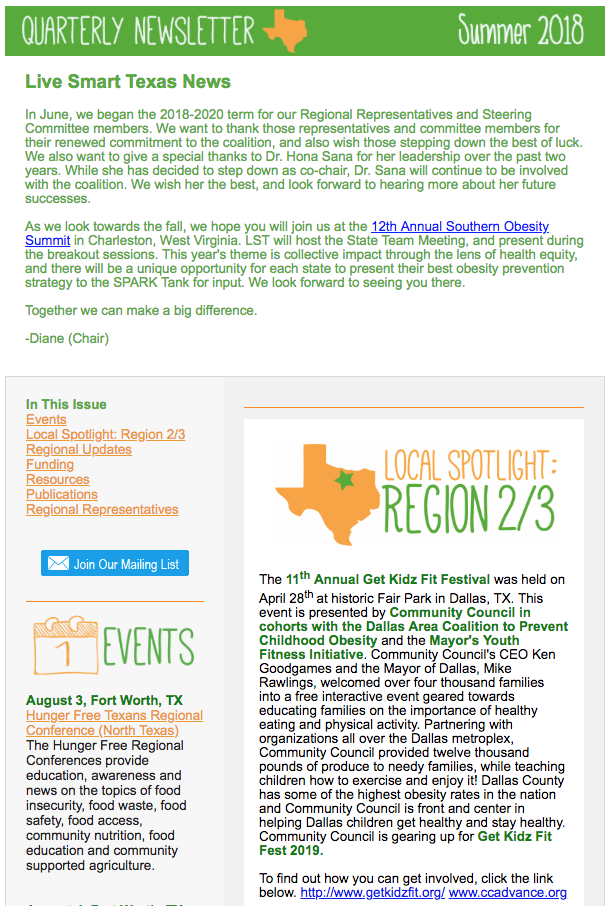 QUARTERLY NEWSLETTER
Summer 2018
Live Smart Texas News
In June, we began the 2018-2020 term for our Regional Representatives and Steering
Committee members. We want to thank those representatives and committee members for
their renewed commitment to the coalition, and also wish those stepping down the best of luck.
We also want to give a special thanks to Dr. Hona Sana for her leadership over the past two
years. While she has decided to step down as co-chair, Dr. Sana will continue to be involved
with the coalition. We wish her the best, and look forward to hearing more about her future
successes.
As we look towards the fall, we hope you will join us at the 12th Annual Southern Obesity
Summit in Charleston, West Virginia. LST will host the State Team Meeting, and present during
the breakout sessions. This year's theme is collective impact through the lens of health equity,
and there will be a unique opportunity for each state to present their best obesity prevention
strategy to the SPARK Tank for input. We look forward to seeing you there.
Together we can make a big difference.
-Diane (Chair)
In This Issue
Events
Local Spotlight: Region 2/3
Regional Updates
Funding
Resources
Publications
Regional Representatives
Join Our Mailing List
1
EVENTS
August 3, Fort Worth, TX
Hunger Free Texans Regional
Conference (North Texas)
The Hunger Free Regional
Conferences provide
education, awareness and
news on the topics of food
insecurity, food waste, food
safety, food access,
community nutrition, food
education and community
supported agriculture.
LOCAL SPOTLIGHT:
REGION 2/3
The 11th Annual Get Kidz Fit Festival was held on
April 28th at historic Fair Park in Dallas, TX. This
event is presented by Community Council in
cohorts with the Dallas Area Coalition to Prevent
Childhood Obesity and the Mayor's Youth
Fitness Initiative. Community Council's CEO Ken
Goodgames and the Mayor of Dallas, Mike
Rawlings, welcomed over four thousand families
into a free interactive event geared towards
educating families on the importance of healthy
eating and physical activity. Partnering with
organizations all over the Dallas metroplex,
Community Council provided twelve thousand
pounds of produce to needy families, while teaching
children how to exercise and enjoy it! Dallas County
has some of the highest obesity rates in the nation
and Community Council is front and center in
helping Dallas children get healthy and stay healthy.
Community Council is gearing up for Get Kidz Fit
Fest 2019.
To find out how you can get involved, click the link
below. http://www.getkidzfit.org/ www.ccadvance.org